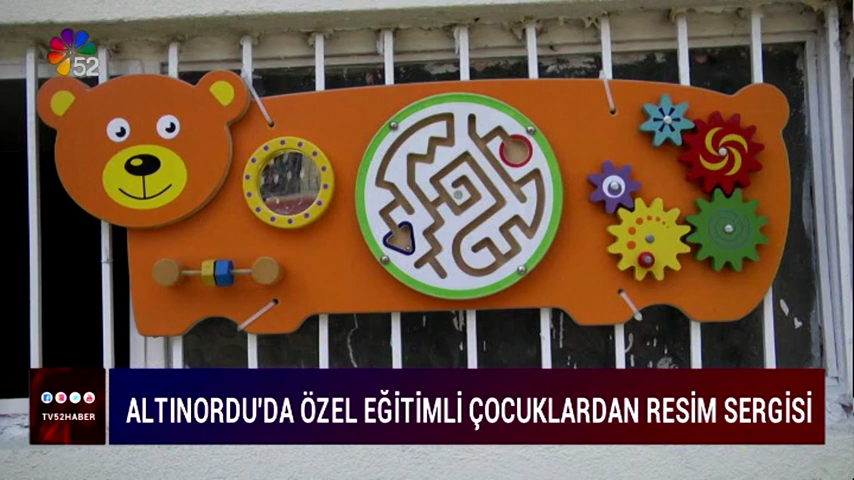 52
TV52HABER
ALTINORDU'DA ÖZEL EĞİTİMLİ ÇOCUKLARDAN RESİM SERGİSİ